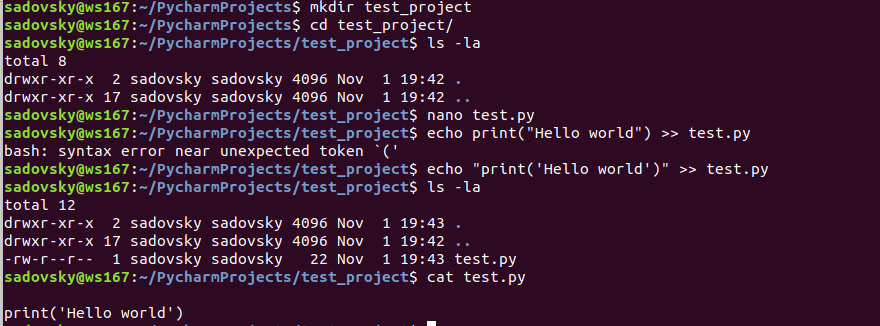 sadovsky@ws167:~/PycharmProjects$ mkdir test_project
sadovsky@ws167:~/PycharmProjects$ cd test_project/
sadovsky@ws167:~/PycharmProjects/test_project$ ls -la
total 8
drwxr-xr-x  2 sadovsky sadovsky 4096 Nov  1 19:42 .
drwxr-xr-x 17 sadovsky sadovsky 4096 Nov  1 19:42 ..
sadovsky@ws167:~/PycharmProjects/test_project$ nano test.py
sadovsky@ws167:~/PycharmProjects/test_project$ echo print("Hello world") >> test.py
bash: syntax error near unexpected token `('
sadovsky@ws167:~/PycharmProjects/test_project$ echo "print('Hello world')" >> test.py
sadovsky@ws167:~/PycharmProjects/test_project$ ls -la
total 12
drwxr-xr-x  2 sadovsky sadovsky 4096 Nov  1 19:43 .
drwxr-xr-x 17 sadovsky sadovsky 4096 Nov  1 19:42 ..
-rw-r--r--  1 sadovsky sadovsky   22 Nov  1 19:43 test.py
sadovsky@ws167:~/PycharmProjects/test_project$ cat test.py
print('Hello world')